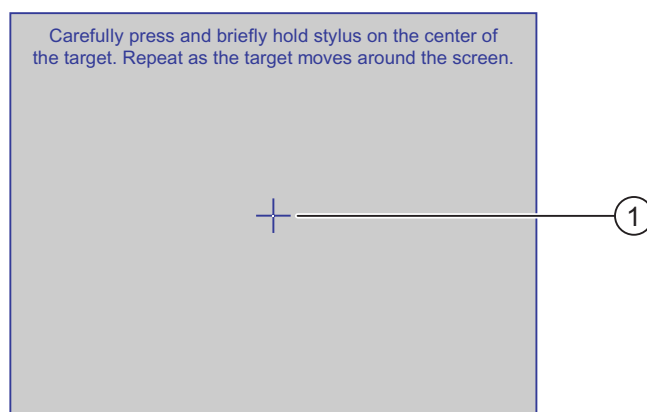 Carefully press and briefly hold stylus on the center of
the target. Repeat as the target moves around the screen.
1